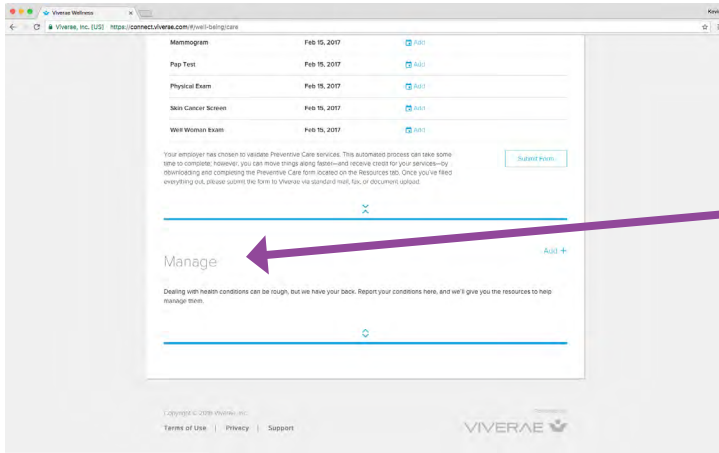 Viverae Wellness
Viverae, Inc. [US] https://connect.viverae.com/#/well-being/care
Mammogram Feb 15, 2017 Add
Pap Test Feb 15, 2017 Add
Physical Exam Feb 15, 2017 Add
Skin Cancer Screen Feb 15, 2017 Add
Well Woman Exam Feb 15, 2017 Add
Your employer has chosen to validate Preventive Care services. This automated process can take some
time to complete; however, you can move things along faster—and receive credit for your services—by
downloading and completing the Preventive Care form located on the Resources tab. Once you've filled
everything out, please submit the form to Viverae via standard mail, fax, or document upload.
Submit Form
Manage
Add +
Dealing with health conditions can be rough, but we have your back. Report your conditions here, and we'll give you the resources to help
manage them.
Copyright © Viverae, Inc.
Terms of Use | Privacy | Support
VIVERAE